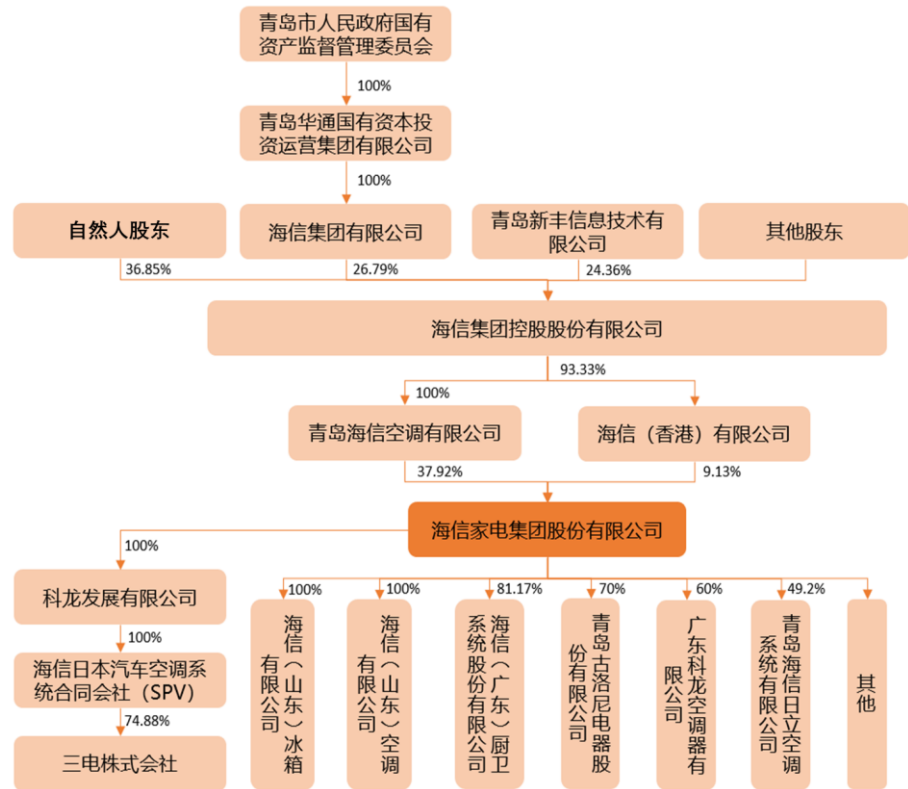 青岛市人民政府国有
资产监督管理委员会
100%
青岛华通国有资本投
资运营集团有限公司
100%
自然人股东
海信集团有限公司
青岛新丰信息技术有
限公司
其他股东
36.85%
26.79%
24.36%
海信集团控股股份有限公司
93.33%
100%
青岛海信空调有限公司
海信（香港）有限公司
37.92%
9.13%
海信家电集团股份有限公司
100%
科龙发展有限公司
100%
海信日本汽车空调系
统合同会社（SPV）
74.88%
三电株式会社
100%
100%
81.17%
70%
60%
49.2%
海信（山东）冰箱
有限公司
海信（山东）空调
有限公司
海信（广东）厨卫
系统股份有限公司
青岛古洛尼电器股
份有限公司
广东科龙空调器有
限公司
青岛海信日立空调
系统有限公司
其他